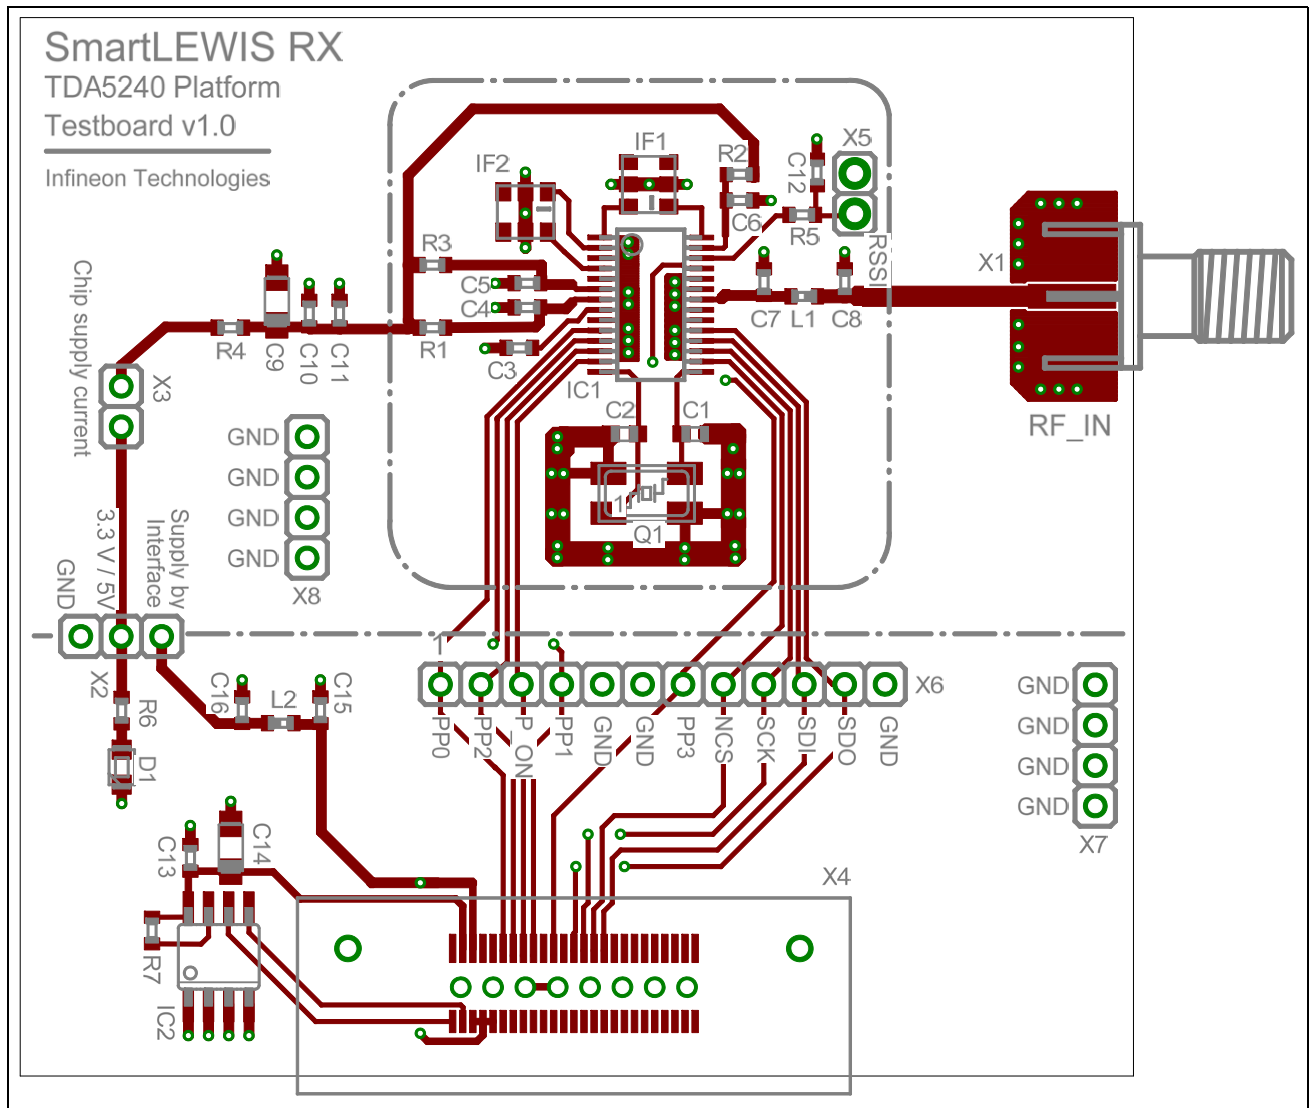 SmartLEWIS RX
TDA5240 Platform
Testboard v1.0
Infineon Technologies
IF1
IF2
R2
C12
X5
C6
R5
RSSI
R3
C5
C4
R1
C3
IC1
C7
L1
C8
X1
RF_IN
Chip supply current
X3
R4
C9
C10
C11
C2
C1
1
Q1
GND
GND
GND
GND
X8
GND
3.3 V / 5V
Supply by
Interface
X2
R6
D1
C16
L2
C15
1
X6
PP0
PP2
P_ON
PP1
GND
GND
PP3
NCS
SCK
SDI
SDO
GND
GND
GND
GND
GND
X7
C13
C14
R7
IC2
X4